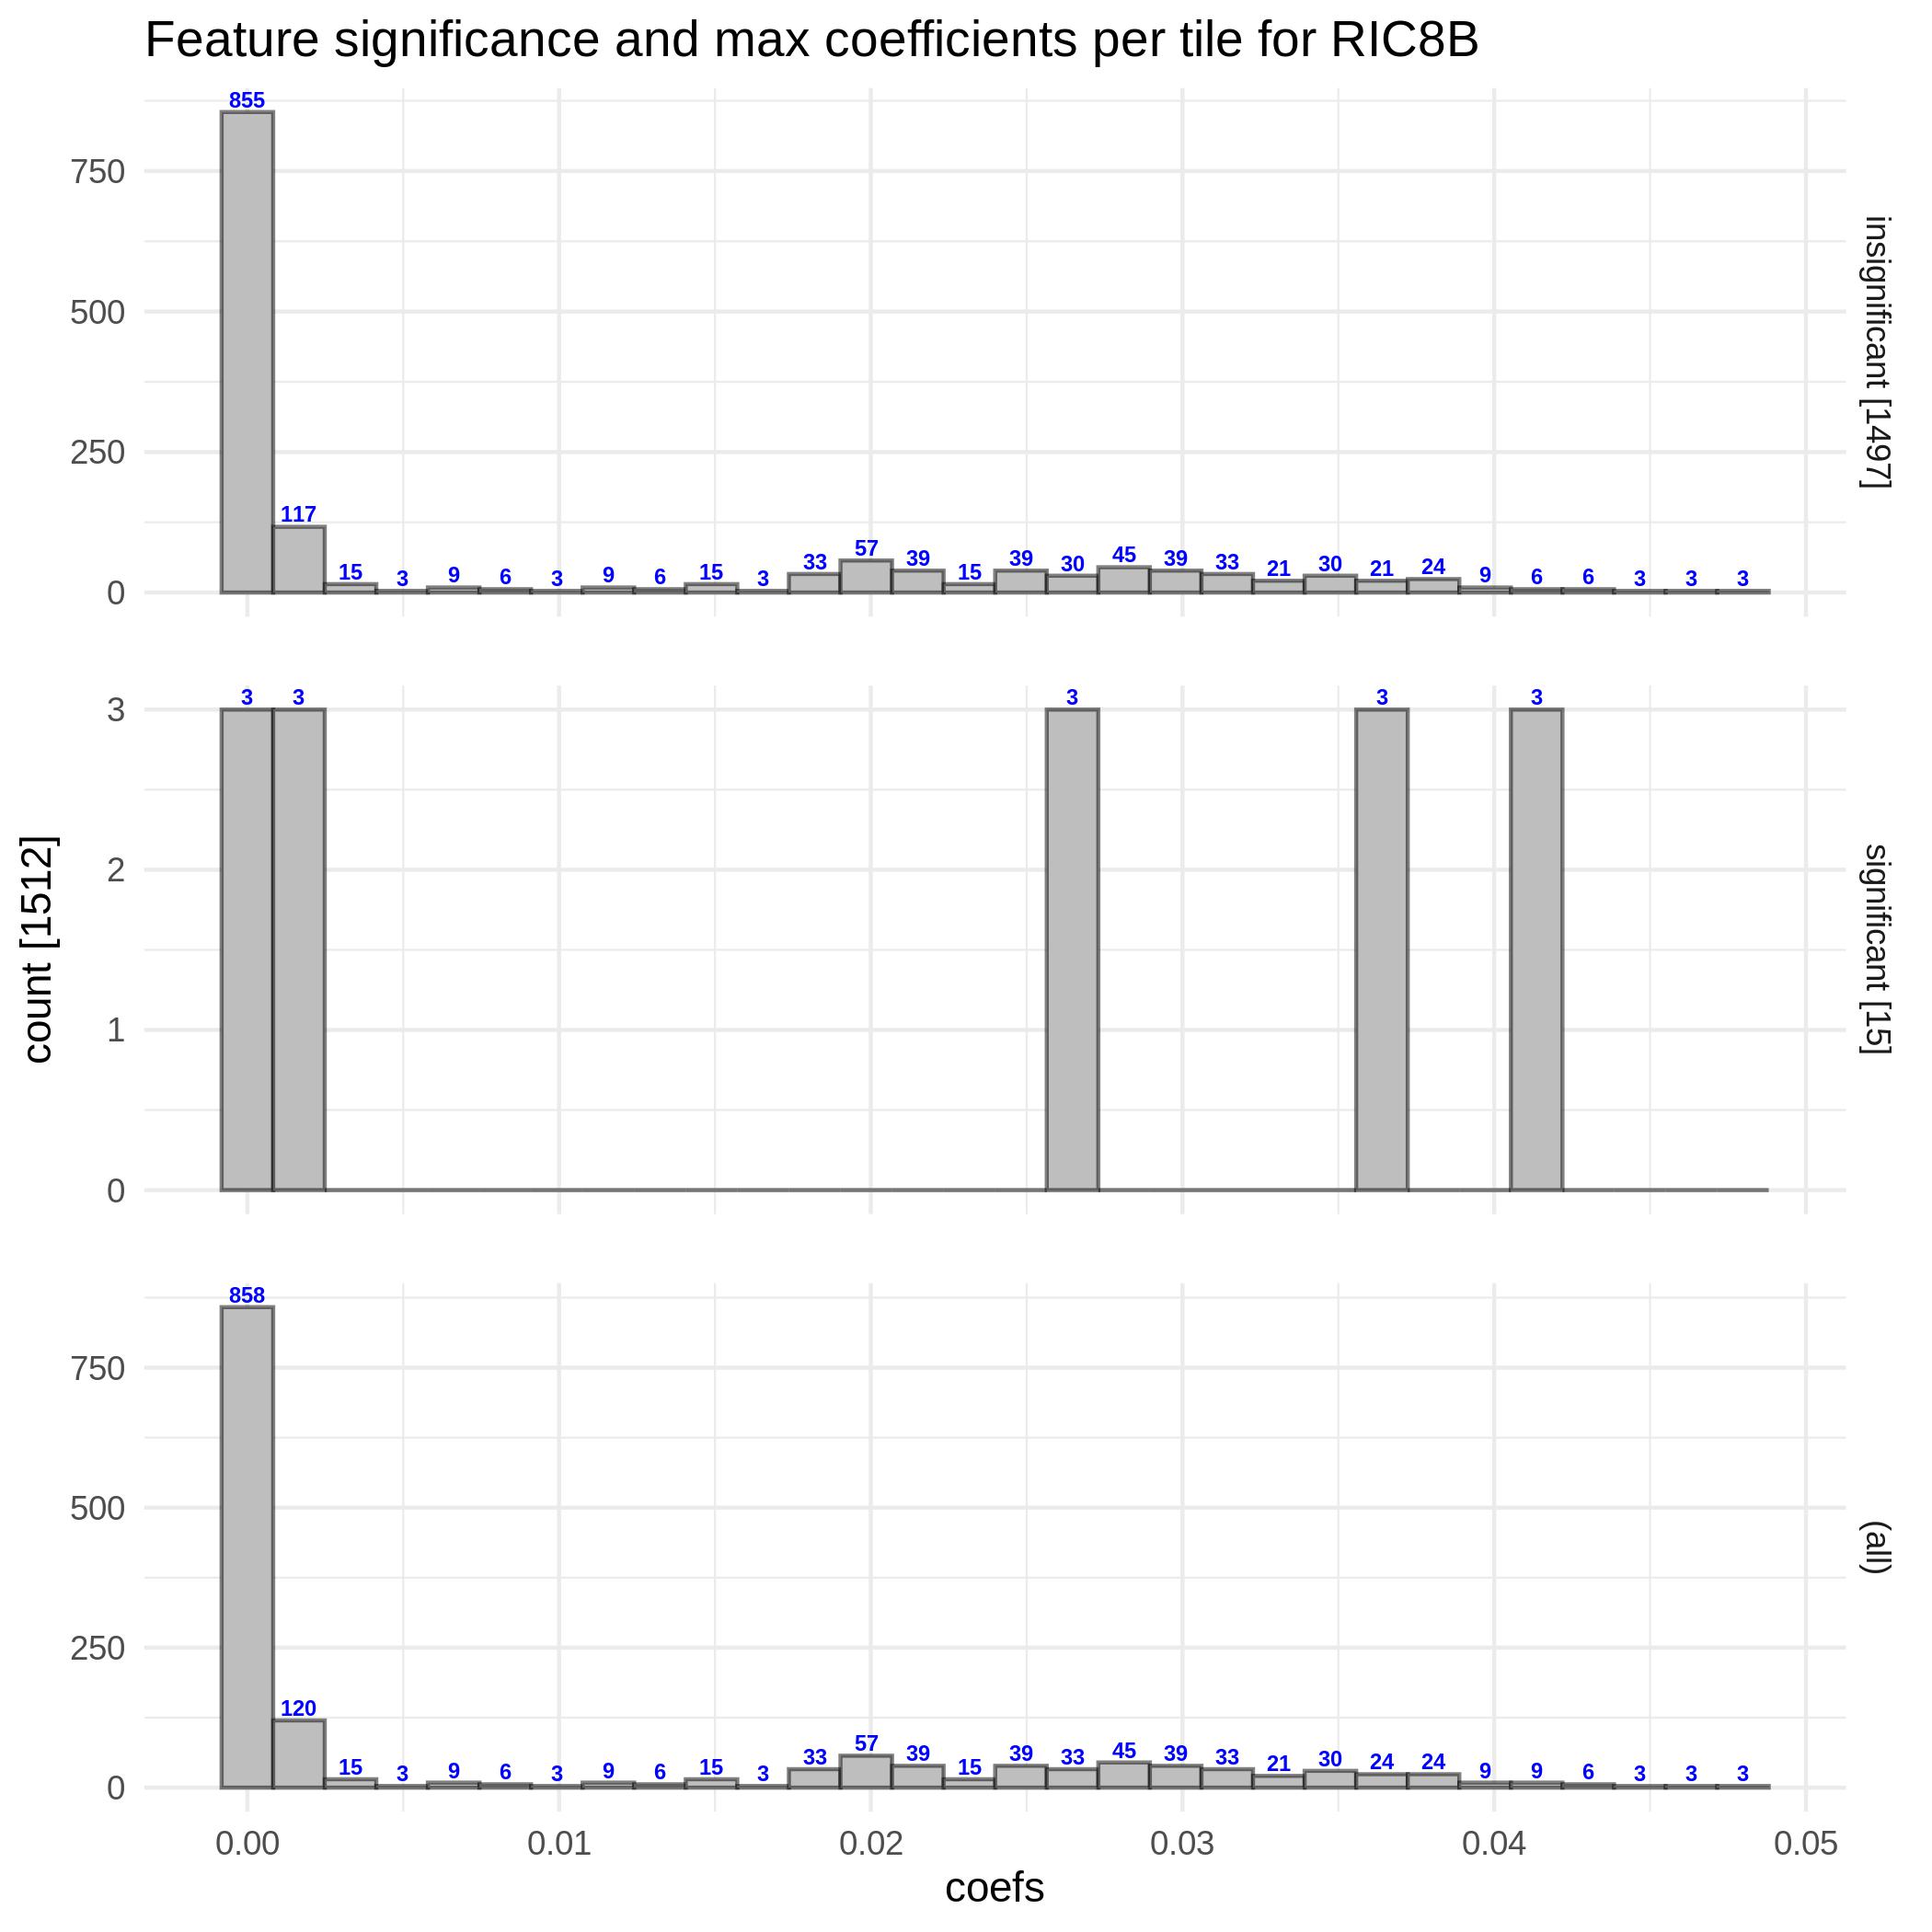 Feature significance and max coefficients per tile for RIC8B
855
750
500
250
117
15 3 9 6 3 9 6 15 3 33 57 39 15 39 30 45 39 33 21 30 21 24 9 6 6 3 3 3
0
insignificant [1497]
3 3 3 3 3
3
2
1
0
significant [15]
count [1512]
858
750
500
250
120
15 3 9 6 3 9 6 15 3 33 57 39 15 39 33 45 39 33 21 30 24 24 9 9 6 3 3 3
0
(all)
0.00 0.01 0.02 0.03 0.04 0.05
coefs